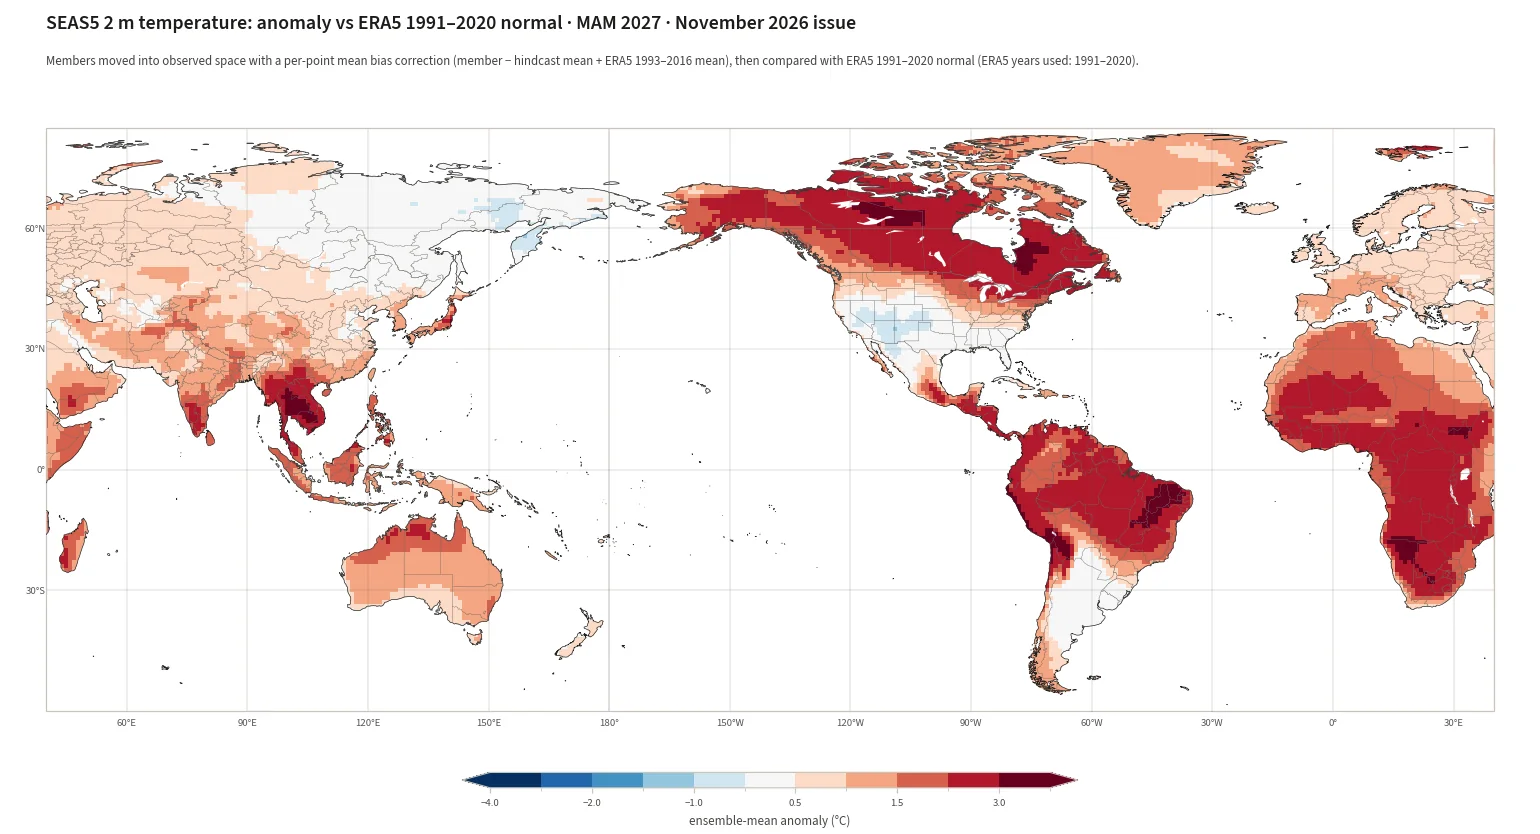 SEAS5 2 m temperature: anomaly vs ERA5 1991–2020 normal · MAM 2027 · November 2026 issue
Members moved into observed space with a per-point mean bias correction (member − hindcast mean + ERA5 1993–2016 mean), then compared with ERA5 1991–2020 normal (ERA5 years used: 1991–2020).
60°N
30°N
0°
30°S
60°E 90°E 120°E 150°E 180° 150°W 120°W 90°W 60°W 30°W 0° 30°E
−4.0 −2.0 −1.0 0.5 1.5 3.0
ensemble-mean anomaly (°C)